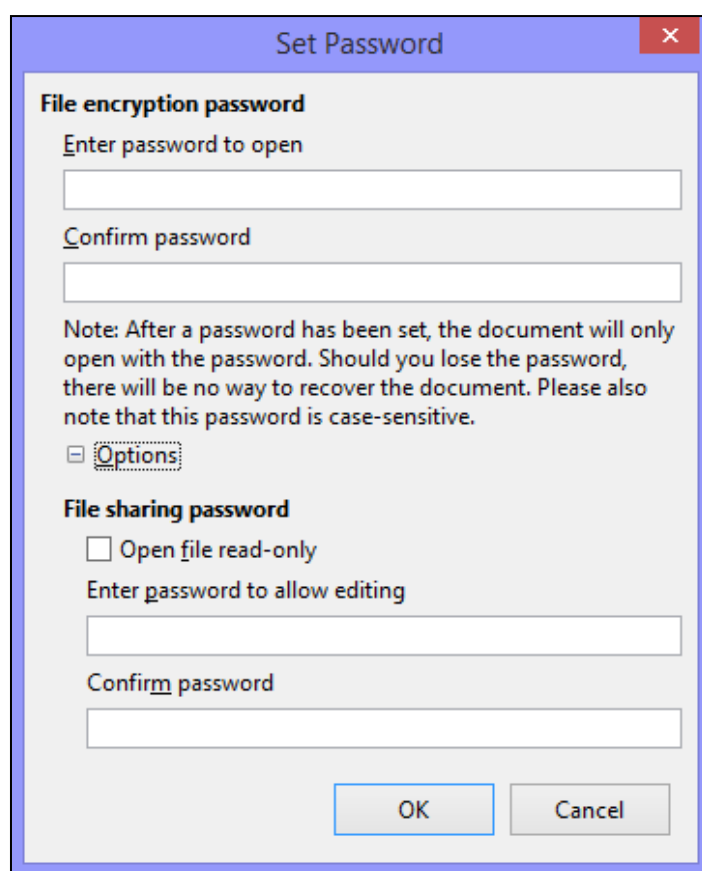 Set Password
File encryption password
Enter password to open
Confirm password
Note: After a password has been set, the document will only
open with the password. Should you lose the password,
there will be no way to recover the document. Please also
note that this password is case-sensitive.
Options
File sharing password
Open file read-only
Enter password to allow editing
Confirm password
OK Cancel